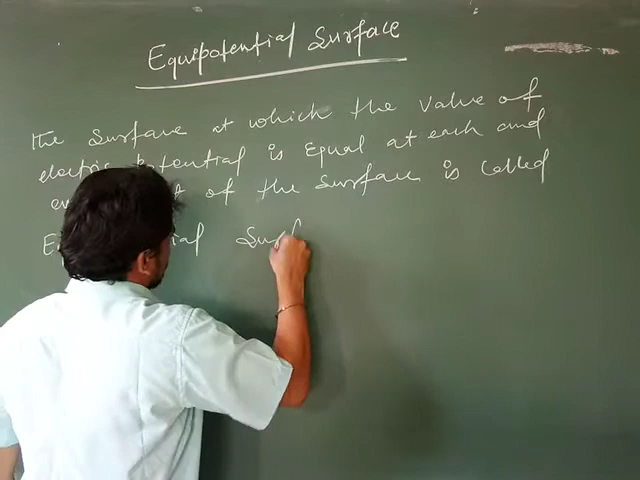 Equipotential Surface
The Surface at which the value of
electric potential is Equal at each and
of the surface is called
Surf